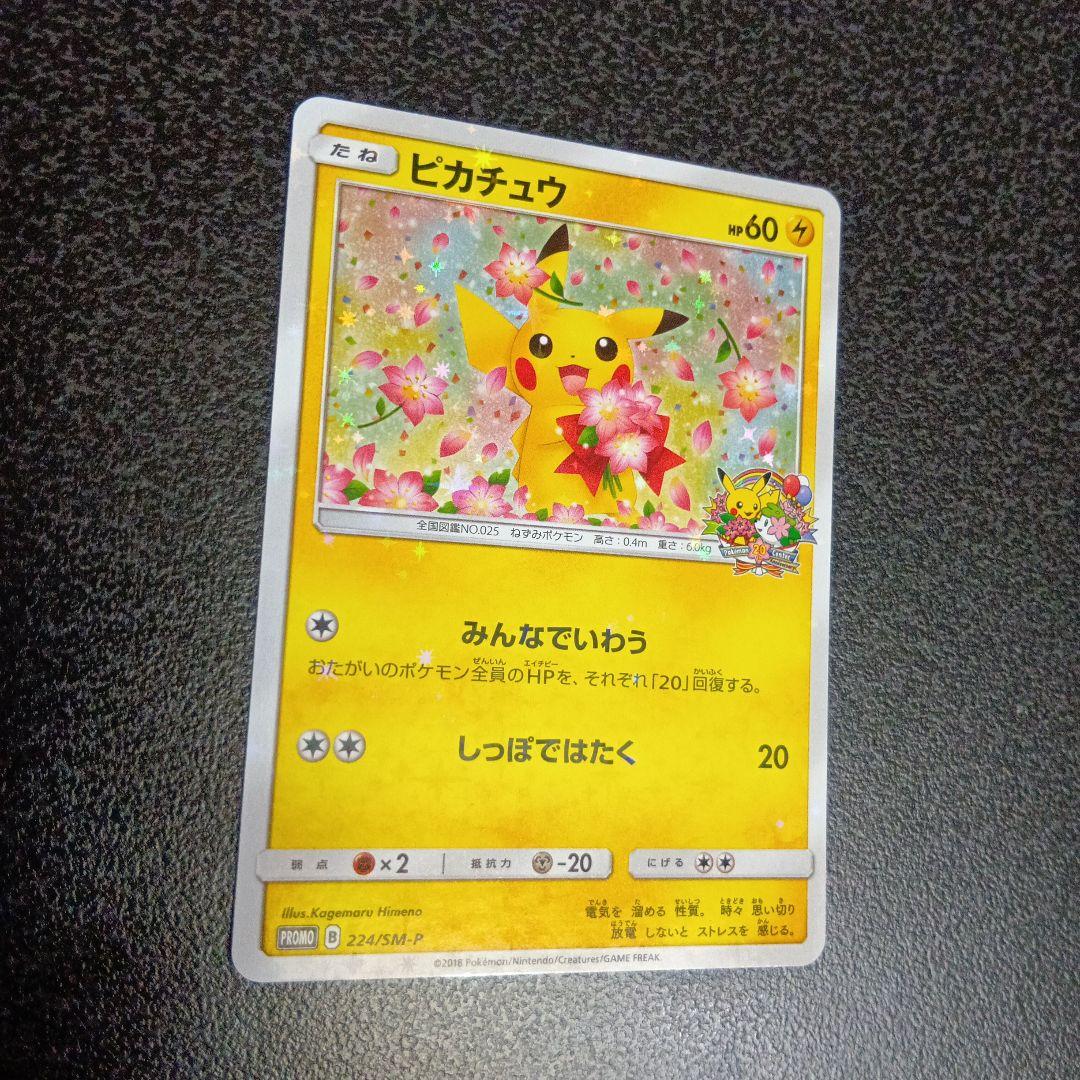 たね ピカチュウ HP60
全国図鑑NO.025 ねずみポケモン 高さ:0.4m 重さ:6.0kg
Pokémon 20 Center
みんなでいわう
おたがいのポケモン全員のHPを、それぞれ「20」回復する。
しっぽではたく 20
弱点 ×2 抵抗力 -20 にげる
Illus.Kagemaru Himeno
電気を 溜める 性質。 時々 思い切り
放電 しないと ストレスを 感じる。
PROMO B 224/SM-P
©2018 Pokémon/Nintendo/Creatures/GAME FREAK.